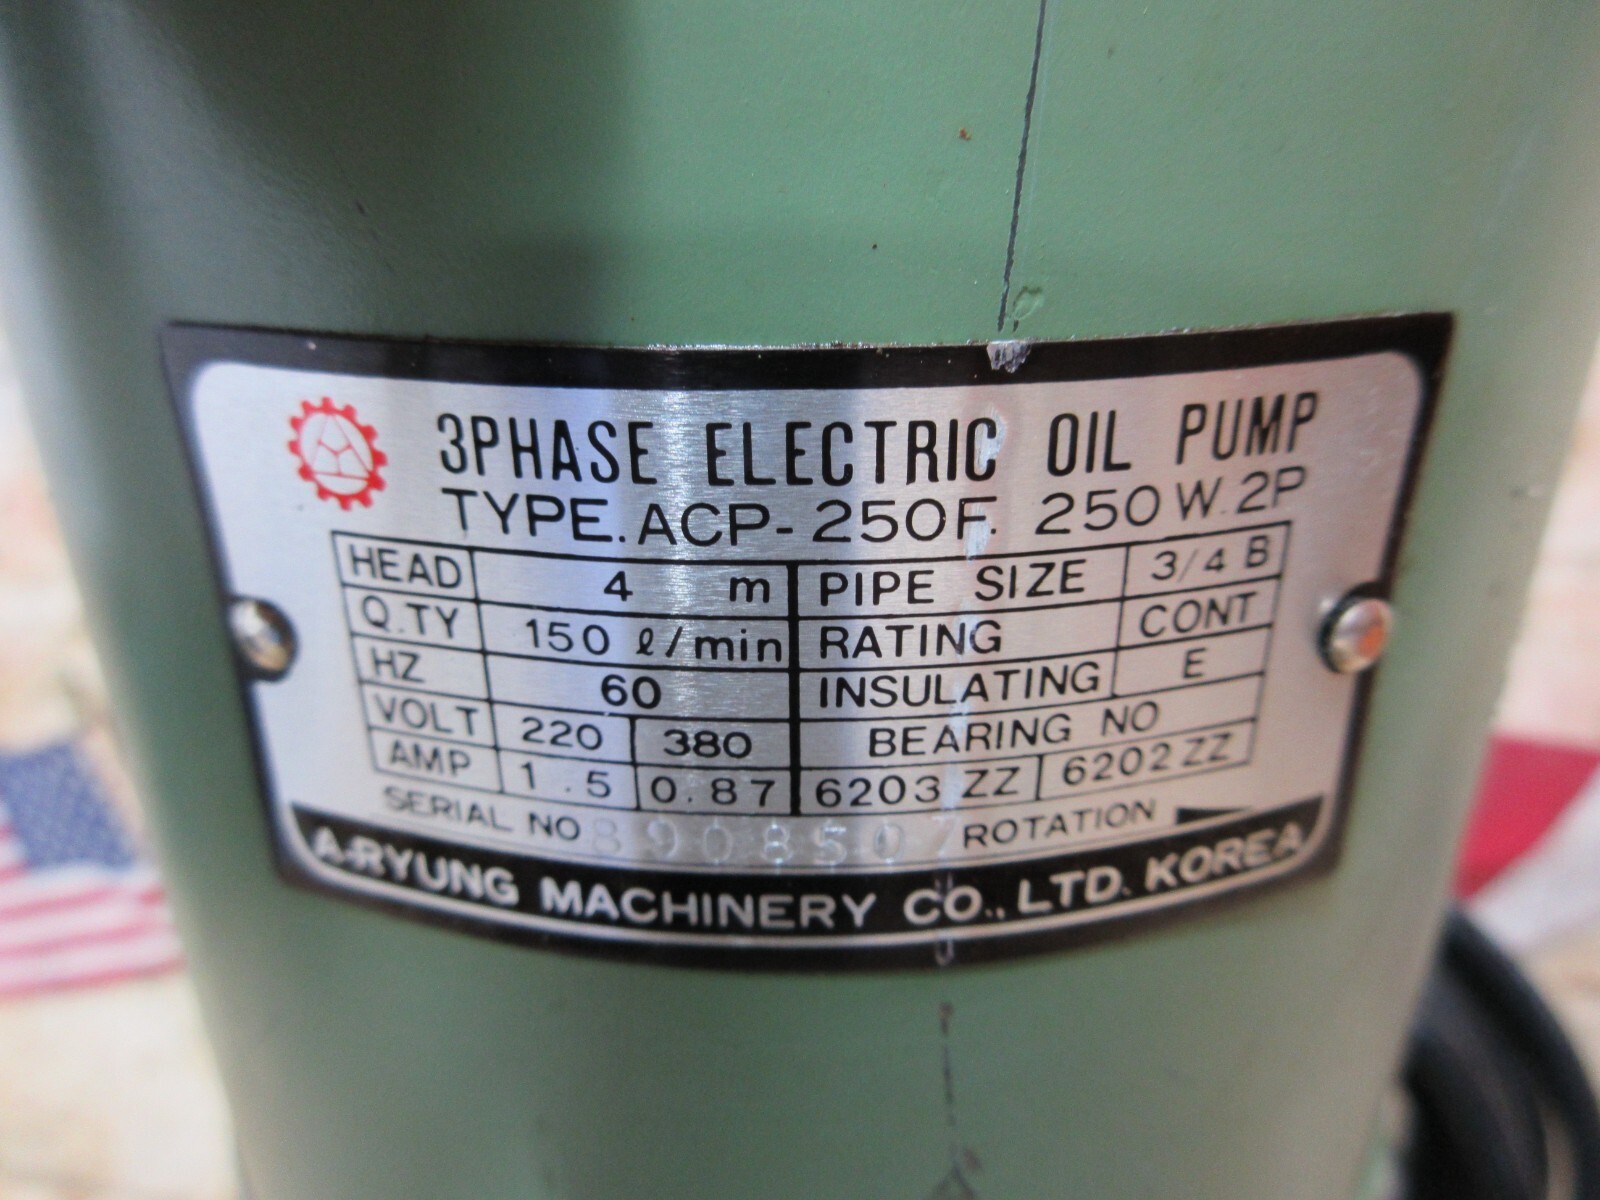 3PHASE ELECTRIC OIL PUMP
TYPE. ACP-250F. 250W. 2P
HEAD 4 m PIPE SIZE 3/4 B
Q.TY 150 ℓ/min RATING CONT
HZ 60 INSULATING E
VOLT 220 380 BEARING NO
AMP 1.5 0.87 6203 ZZ 6202 ZZ
SERIAL NO ROTATION
A-RYUNG MACHINERY CO., LTD. KOREA